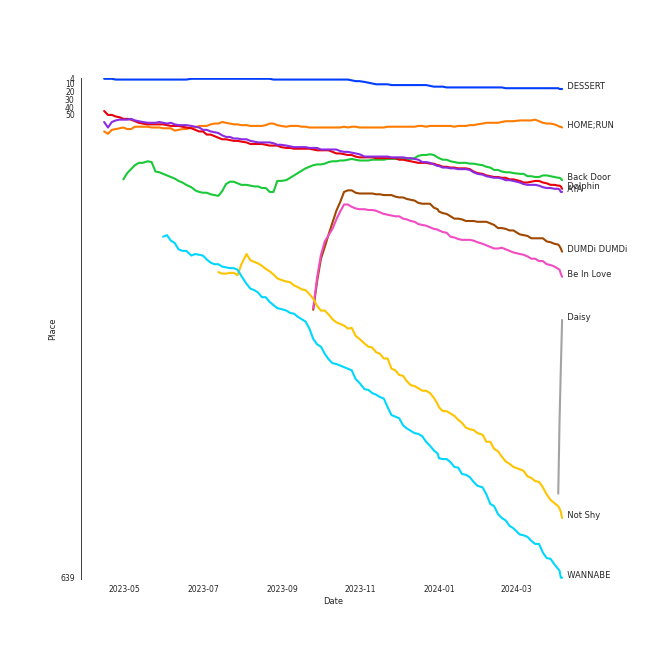 4
10
20
30
40
50
639
Place
DESSERT
HOME;RUN
Back Door
Dolphin
DUMDi DUMDi
Be In Love
Daisy
Not Shy
WANNABE
2023-05
2023-07
2023-09
2023-11
2024-01
2024-03
Date